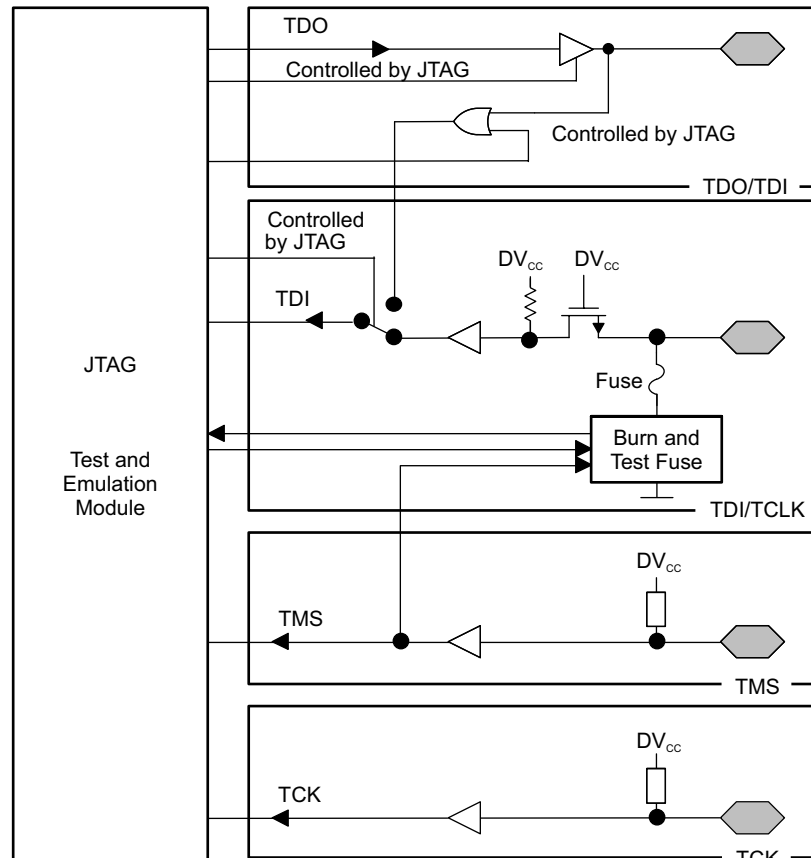 TDO
Controlled by JTAG
Controlled by JTAG
TDO/TDI
Controlled
by JTAG
DVCC
DVCC
TDI
JTAG
Fuse
Test and
Emulation
Module
Burn and
Test Fuse
TDI/TCLK
DVCC
TMS
TMS
DVCC
TCK
TCK